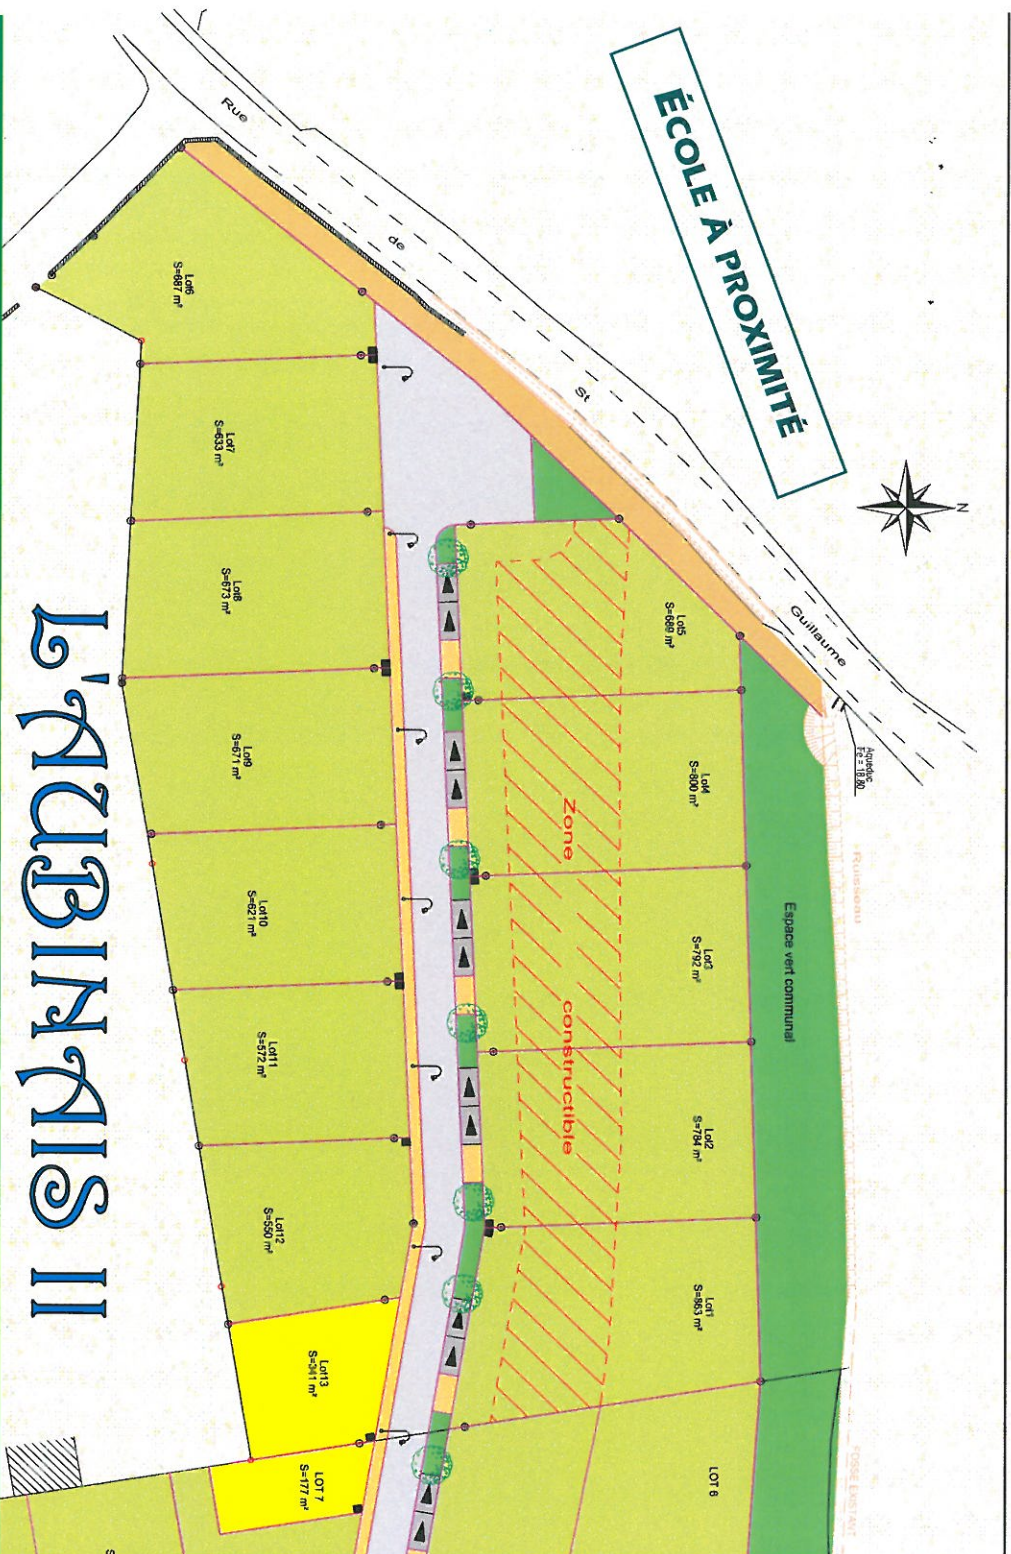 ÉCOLE À PROXIMITÉ
N
Rue
de
St
Guillaume
Aqueduc
Fe = 18.80
Ruisseau
Espace vert communal
FOSSE EXISTANT
Lot6
S=687 m²
Lot7
S=633 m²
Lot8
S=673 m²
Lot9
S=671 m²
Lot10
S=621 m²
Lot11
S=572 m²
Lot12
S=550 m²
Lot13
S=341 m²
LOT 7
S=177 m²
Lot5
S=689 m²
Lot4
S=800 m²
Lot3
S=792 m²
Lot2
S=784 m²
Lot1
S=863 m²
LOT 6
Zone
constructible
S
L'AUBINAIS II